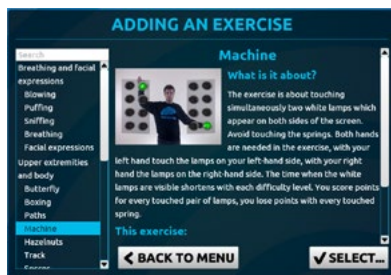 ADDING AN EXERCISE
Search
Breathing and facial
expressions
Blowing
Puffing
Sniffing
Breathing
Facial expressions
Upper extremities
and body
Butterfly
Boxing
Paths
Machine
Hazelnuts
Track
Machine
What is it about?
The exercise is about touching
simultaneously two white lamps which
appear on both sides of the screen.
Avoid touching the springs. Both hands
are needed in the exercise, with your
left hand touch the lamps on your left-hand side, with your right
hand the lamps on the right-hand side. The time when the white
lamps are visible shortens with each difficulty level. You score points
for every touched pair of lamps, you lose points with every touched
spring.
This exercise:
BACK TO MENU
SELECT...